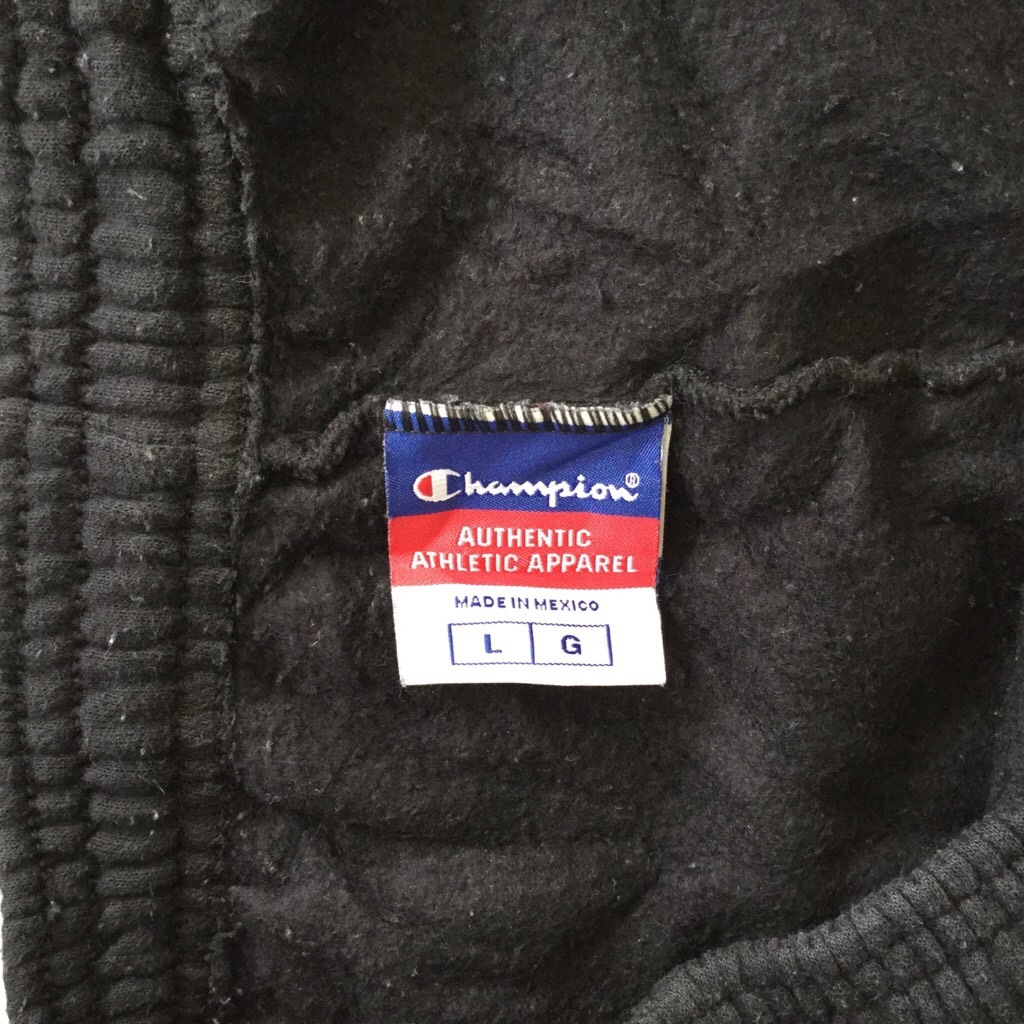 Champion®
AUTHENTIC
ATHLETIC APPAREL
MADE IN MEXICO
L G